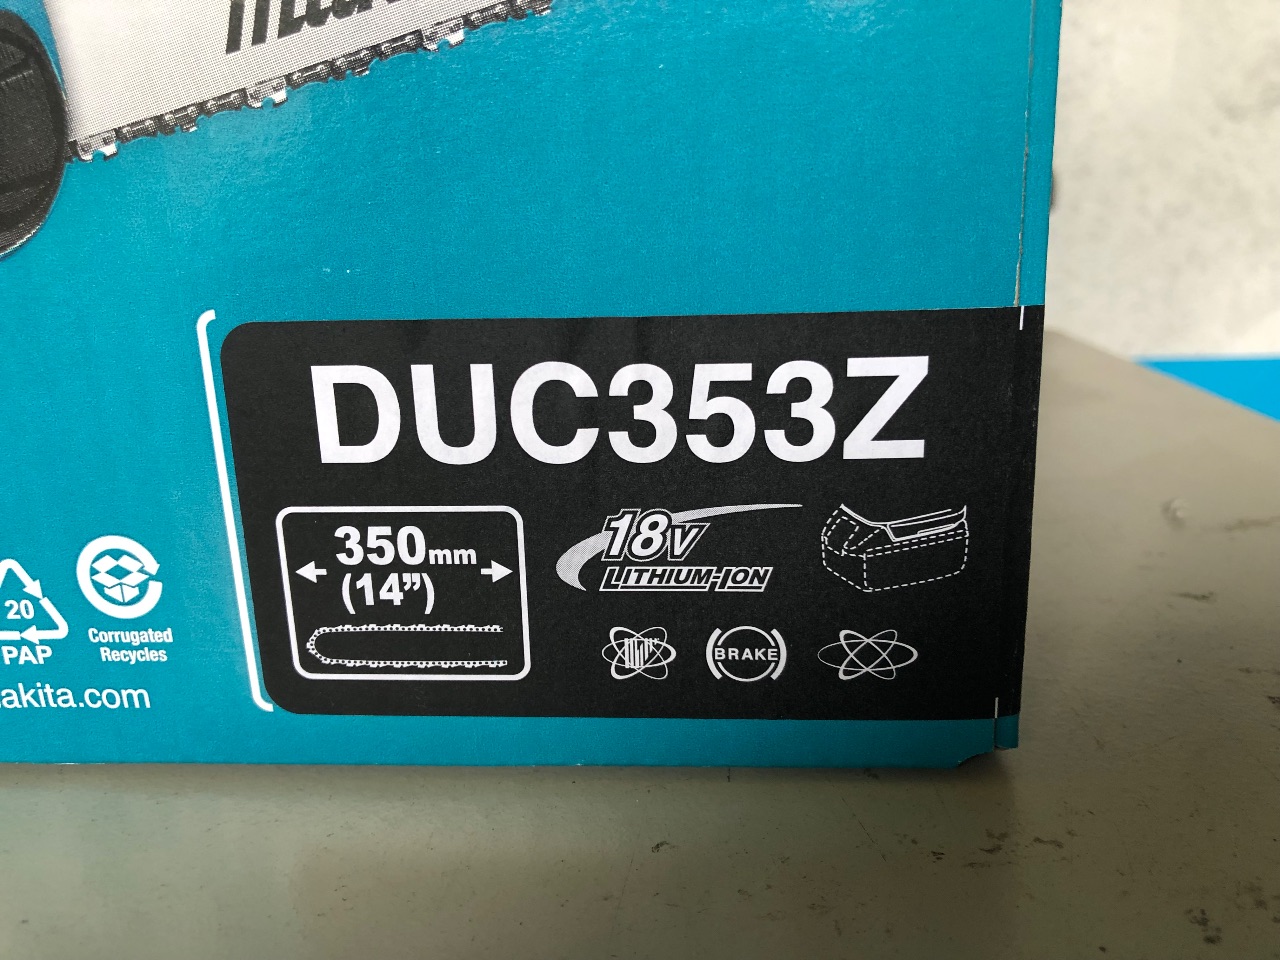 DUC353Z
350mm
(14”)
18V
LITHIUM-ION
BRAKE
20
PAP
Corrugated
Recycles
akita.com